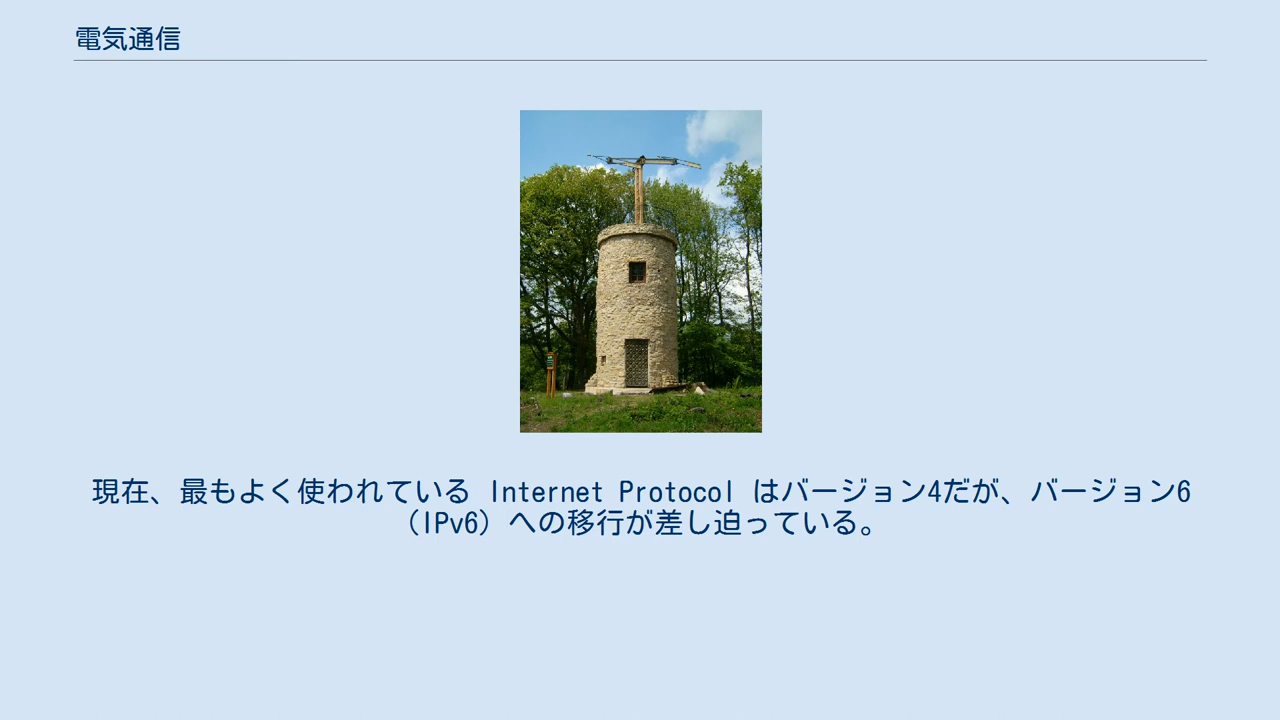 電気通信
現在、最もよく使われている Internet Protocol はバージョン4だが、バージョン6
（IPv6）への移行が差し迫っている。